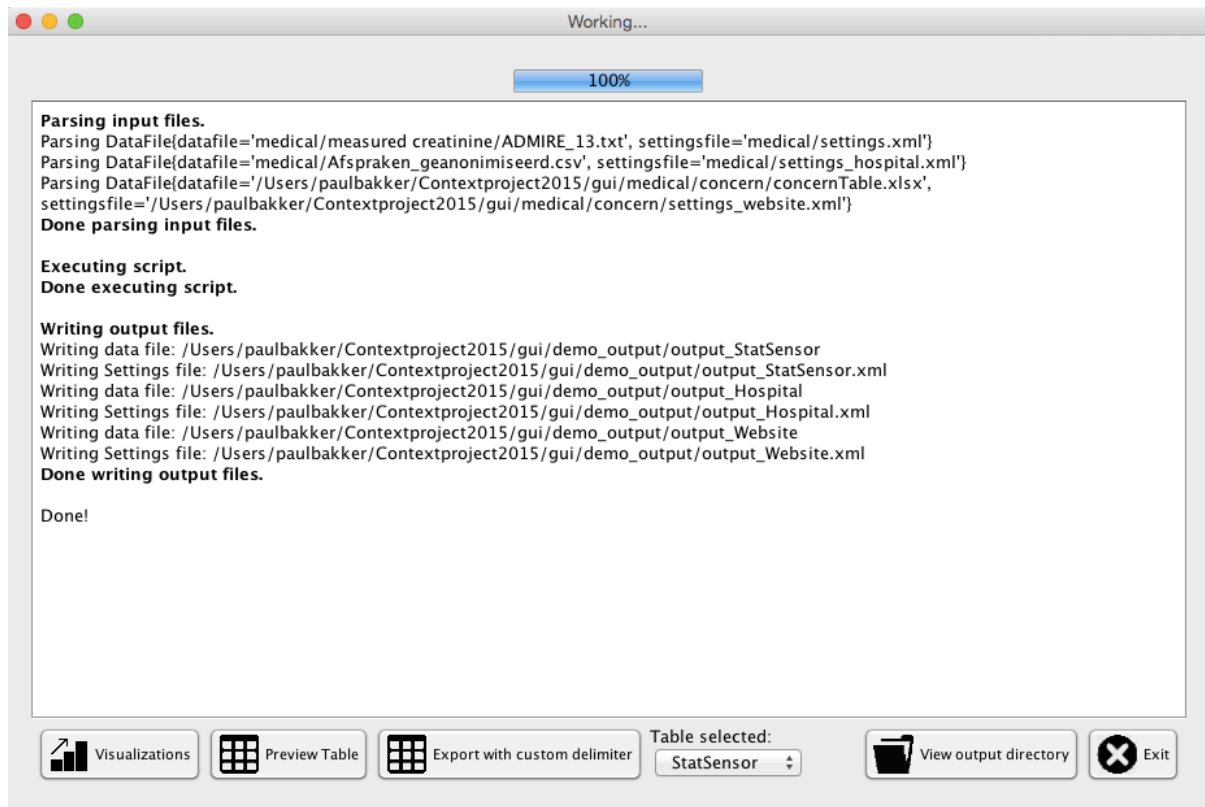 Working...
100%
Parsing input files.
Parsing DataFile{datafile='medical/measured creatinine/ADMIRE_13.txt', settingsfile='medical/settings.xml'}
Parsing DataFile{datafile='medical/Afspraken_geanonimiseerd.csv', settingsfile='medical/settings_hospital.xml'}
Parsing DataFile{datafile='/Users/paulbakker/Contextproject2015/gui/medical/concern/concernTable.xlsx',
settingsfile='/Users/paulbakker/Contextproject2015/gui/medical/concern/settings_website.xml'}
Done parsing input files.
Executing script.
Done executing script.
Writing output files.
Writing data file: /Users/paulbakker/Contextproject2015/gui/demo_output/output_StatSensor
Writing Settings file: /Users/paulbakker/Contextproject2015/gui/demo_output/output_StatSensor.xml
Writing data file: /Users/paulbakker/Contextproject2015/gui/demo_output/output_Hospital
Writing Settings file: /Users/paulbakker/Contextproject2015/gui/demo_output/output_Hospital.xml
Writing data file: /Users/paulbakker/Contextproject2015/gui/demo_output/output_Website
Writing Settings file: /Users/paulbakker/Contextproject2015/gui/demo_output/output_Website.xml
Done writing output files.
Done!
Visualizations
Preview Table
Export with custom delimiter
Table selected:
StatSensor
View output directory
Exit